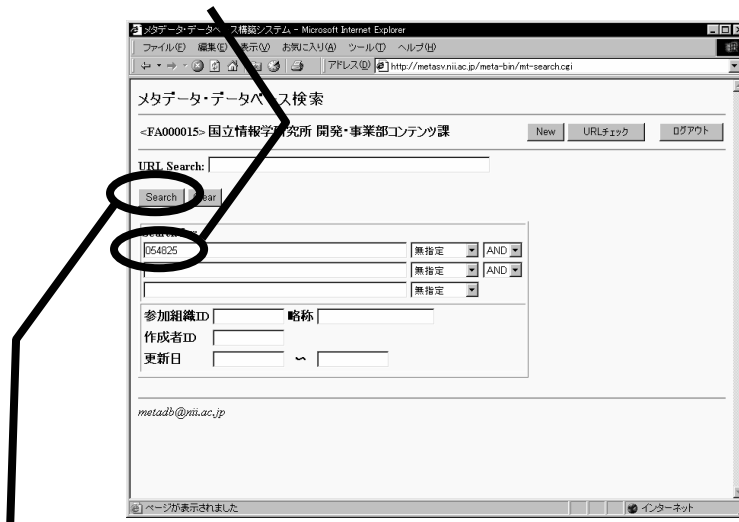 メタデータ・データベース構築システム - Microsoft Internet Explorer
ファイル(F) 編集(E) 表示(V) お気に入り(A) ツール(T) ヘルプ(H)
アドレス(D) http://metasv.nii.ac.jp/meta-bin/mt-search.cgi
メタデータ・データベース検索
<FA000015> 国立情報学研究所 開発・事業部コンテンツ課 New URLチェック ログアウト
URL Search:
Search
054825 無指定 AND
無指定 AND
無指定
参加組織ID 略称
作成者ID
更新日 ～
metadb@nii.ac.jp
ページが表示されました インターネット